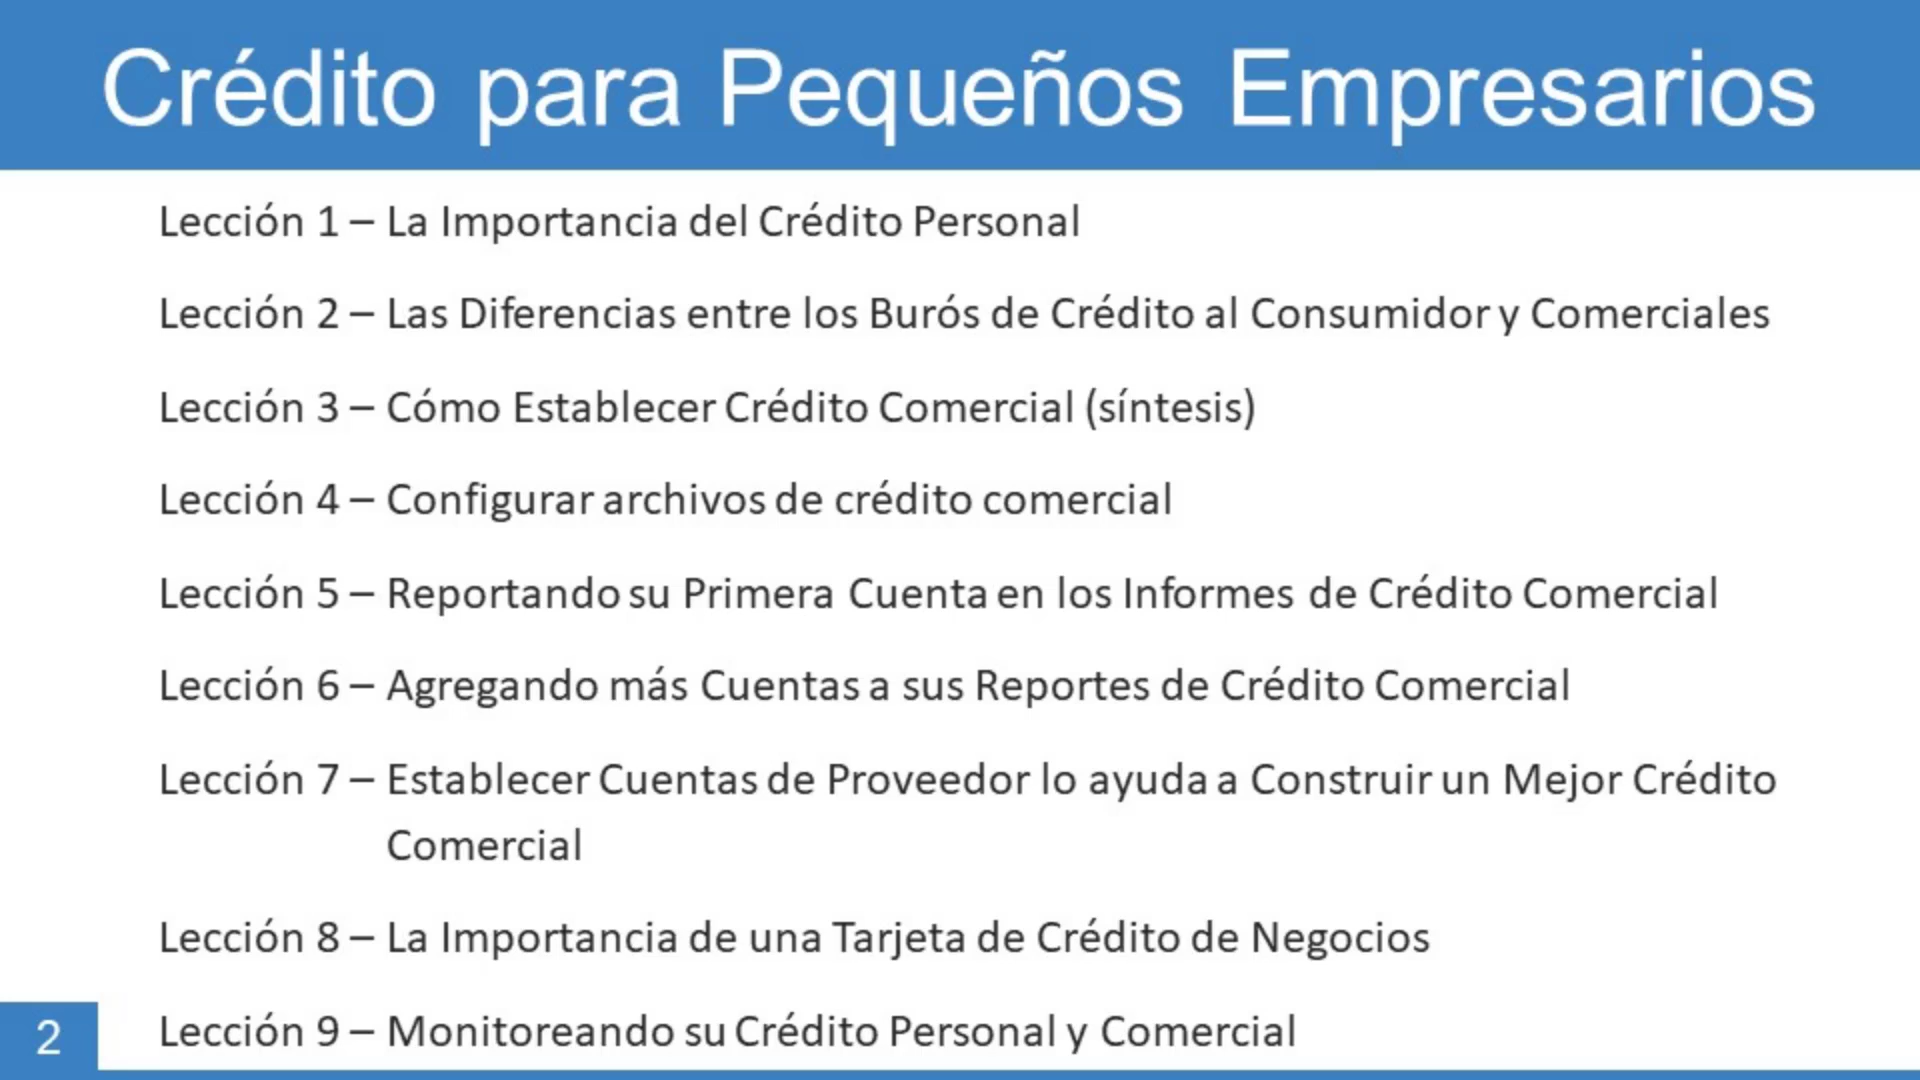 Crédito para Pequeños Empresarios
Lección 1 – La Importancia del Crédito Personal
Lección 2 – Las Diferencias entre los Burós de Crédito al Consumidor y Comerciales
Lección 3 – Cómo Establecer Crédito Comercial (síntesis)
Lección 4 – Configurar archivos de crédito comercial
Lección 5 – Reportando su Primera Cuenta en los Informes de Crédito Comercial
Lección 6 – Agregando más Cuentas a sus Reportes de Crédito Comercial
Lección 7 – Establecer Cuentas de Proveedor lo ayuda a Construir un Mejor Crédito
Comercial
Lección 8 – La Importancia de una Tarjeta de Crédito de Negocios
Lección 9 – Monitoreando su Crédito Personal y Comercial
2